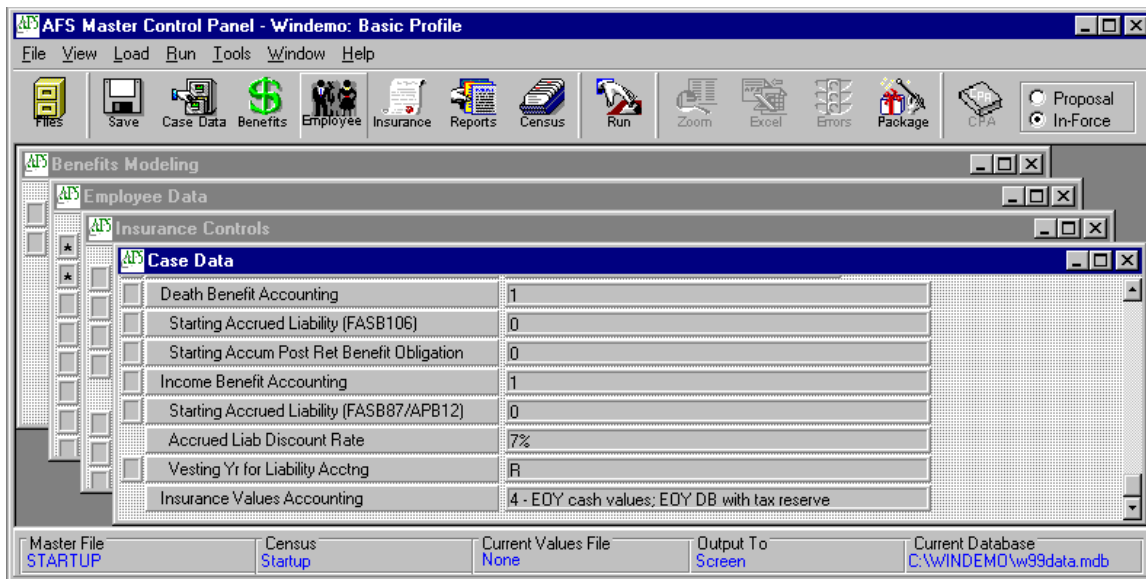 AFS AFS Master Control Panel - Windemo: Basic Profile
File View Load Run Tools Window Help
Files Save Case Data Benefits Employee Insurance Reports Census Run Zoom Excel Errors Package CPA Proposal
In-Force
AFS Benefits Modeling
AFS Employee Data
AFS Insurance Controls
AFS Case Data
*
*
Death Benefit Accounting 1
Starting Accrued Liability (FASB106) 0
Starting Accum Post Ret Benefit Obligation 0
Income Benefit Accounting 1
Starting Accrued Liability (FASB87/APB12) 0
Accrued Liab Discount Rate 7%
Vesting Yr for Liability Acctng R
Insurance Values Accounting 4 - EOY cash values; EOY DB with tax reserve
Master File Census Current Values File Output To Current Database
STARTUP Startup None Screen C:\WINDEMO\w99data.mdb